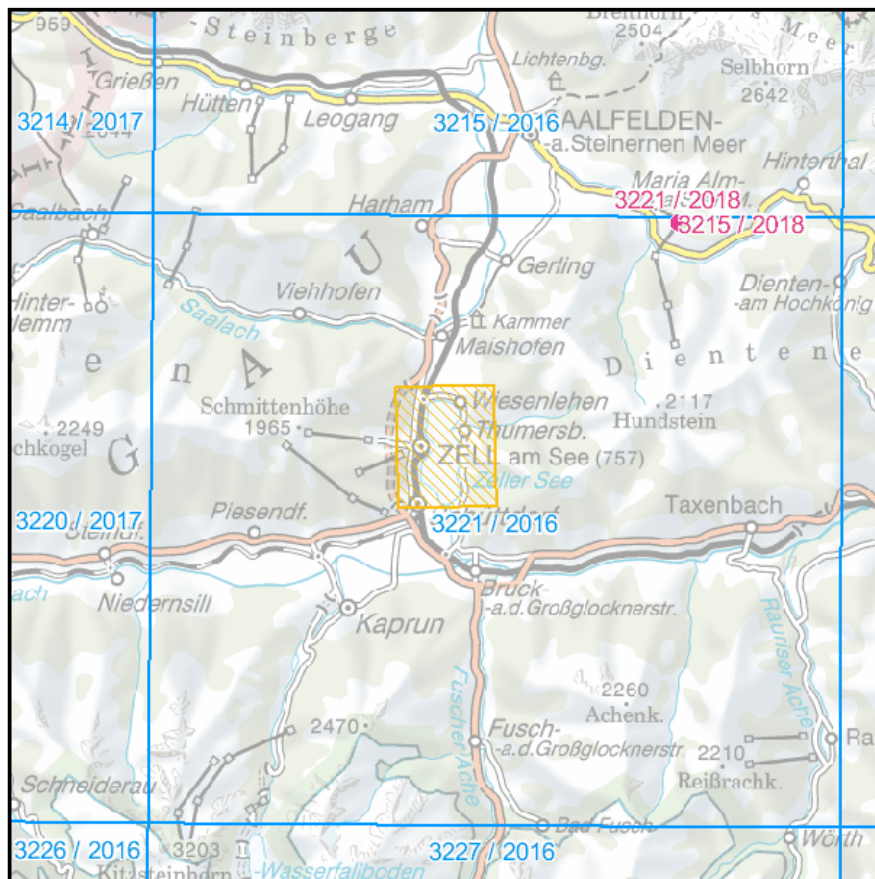 959
Steinberge
2504
Meer
Lichtenbg.
Selbhorn
2642
Grießen
Hütten
Leogang
3214 / 2017
3215 / 2016
SAALFELDEN-
-a.Steinernen Meer
Hinterthal
Maria Alm-
3221 / 2018
3215 / 2018
Saalbach
Harham
U
Gerling
Dienten-
-am Hochkönig
Hinter-
glemm
Viehhofen
Saalach
Kammer
Maishofen
Dientene
e n A
G
Schmittenhöhe
1965
Wiesenlehen
2117
Hundstein
2249
Thumersb.
ZELL am See (757)
Zeller See
3220 / 2017
3221 / 2016
Taxenbach
Piesendf.
Steindf.
Niedernsill
Bruck-
-a.d.Großglocknerstr.
Kaprun
Rauriser Ache
Fuscher Ache
2260
Achenk.
2470
Fusch-
-a.d.Großglocknerstr.
2210
Reißrachk.
Ra
Schneiderau
3226 / 2016
3203
Kitzsteinhorn
-Wasserfallboden
3227 / 2016
Bad Fusch-
Wörth